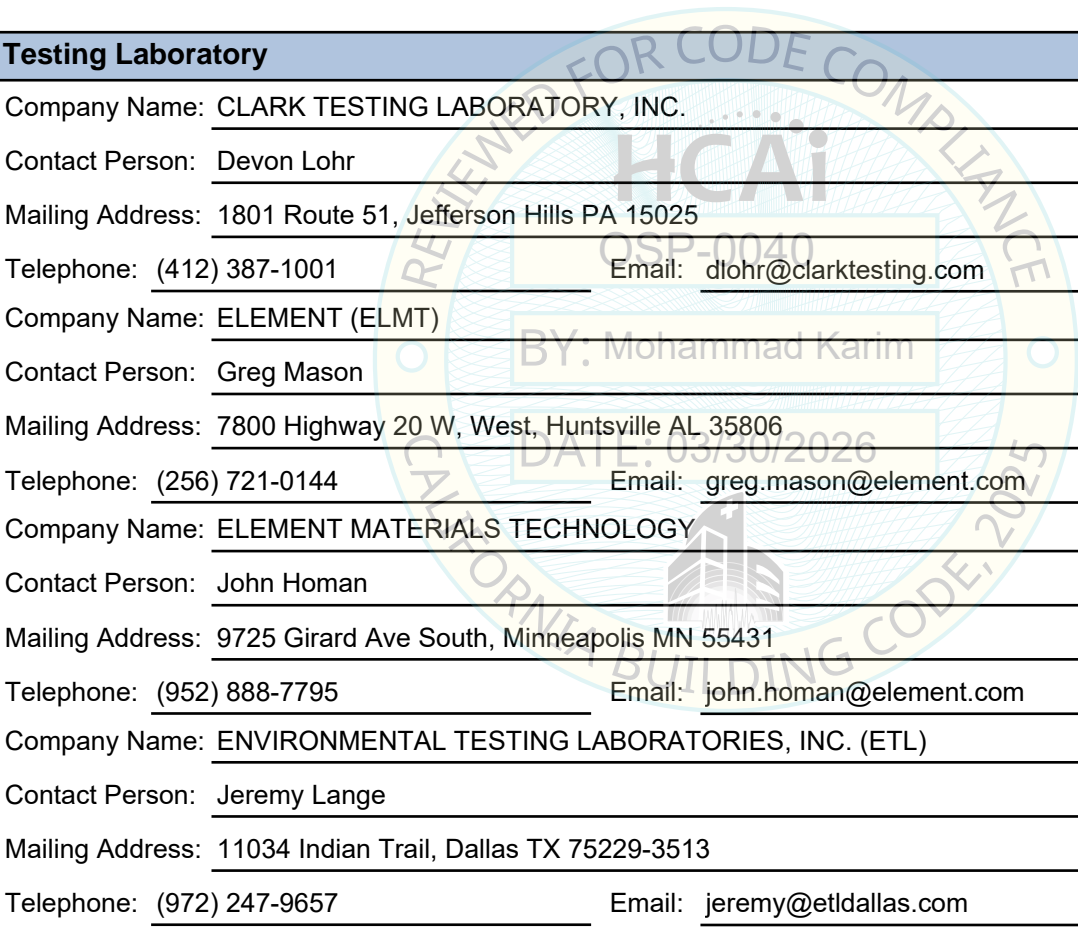 Testing Laboratory
Company Name: CLARK TESTING LABORATORY, INC.
Contact Person: Devon Lohr
Mailing Address: 1801 Route 51, Jefferson Hills PA 15025
Telephone: (412) 387-1001 Email: dlohr@clarktesting.com
Company Name: ELEMENT (ELMT)
Contact Person: Greg Mason
Mailing Address: 7800 Highway 20 W, West, Huntsville AL 35806
Telephone: (256) 721-0144 Email: greg.mason@element.com
Company Name: ELEMENT MATERIALS TECHNOLOGY
Contact Person: John Homan
Mailing Address: 9725 Girard Ave South, Minneapolis MN 55431
Telephone: (952) 888-7795 Email: john.homan@element.com
Company Name: ENVIRONMENTAL TESTING LABORATORIES, INC. (ETL)
Contact Person: Jeremy Lange
Mailing Address: 11034 Indian Trail, Dallas TX 75229-3513
Telephone: (972) 247-9657 Email: jeremy@etldallas.com
REVIEWED FOR CODE COMPLIANCE
HCAi
OSP-0040
BY: Mohammad Karim
DATE: 03/30/2026
CALIFORNIA BUILDING CODE, 2025